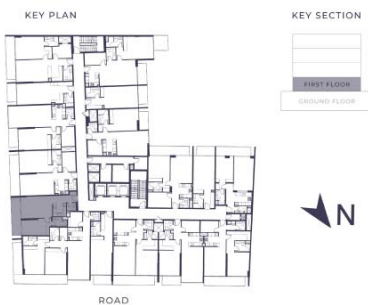 KEY PLAN
KEY SECTION
FIRST FLOOR
GROUND FLOOR
N
ROAD